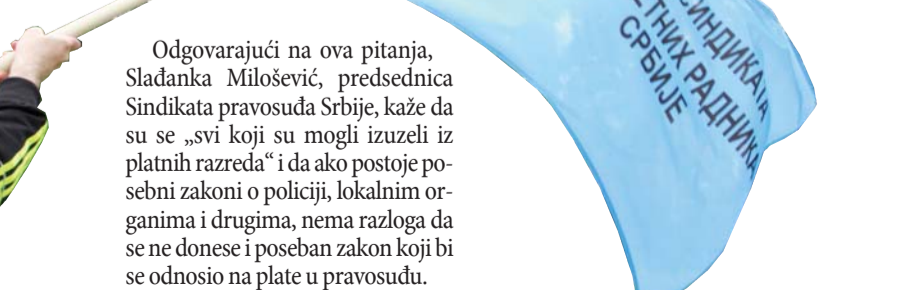 Odgovarajući na ova pitanja,
Slađanka Milošević, predsednica
Sindikata pravosuđa Srbije, kaže da
su se „svi koji su mogli izuzeli iz
platnih razreda“ i da ako postoje po-
sebni zakoni o policiji, lokalnim or-
ganima i drugima, nema razloga da
se ne donese i poseban zakon koji bi
se odnosio na plate u pravosuđu.
СИНДИКАТА
РАДНИКА
СРБИЈЕ